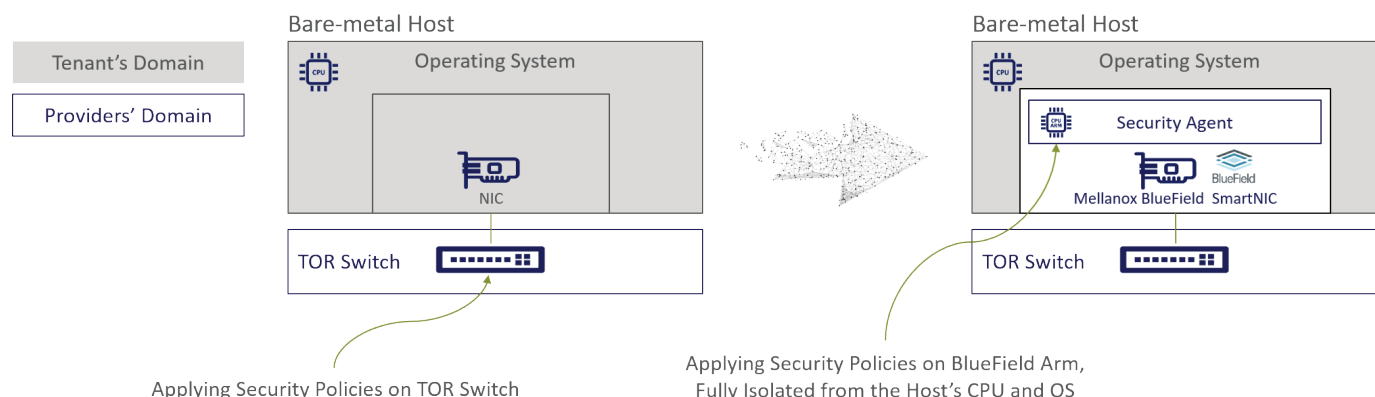 Tenant's Domain
Providers' Domain
Bare-metal Host
CPU
Operating System
NIC
TOR Switch
Applying Security Policies on TOR Switch
Bare-metal Host
CPU
Operating System
CPU
ARM
Security Agent
BlueField
Mellanox BlueField SmartNIC
TOR Switch
Applying Security Policies on BlueField Arm,
Fully Isolated from the Host's CPU and OS